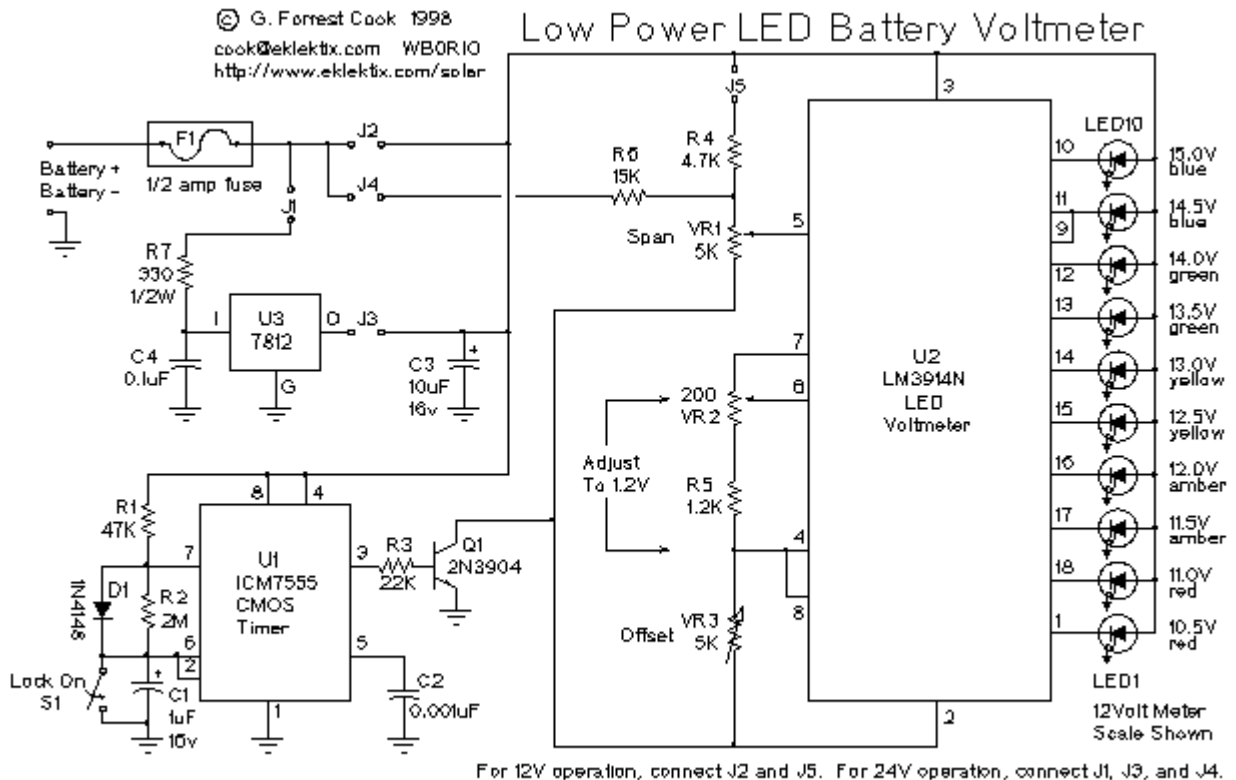 © G. Forrest Cook 1998
cook@eklektix.com WB0RIO
http://www.eklektix.com/solar
Low Power LED Battery Voltmeter
F1
1/2 amp fuse
Battery +
Battery -
J2
J4
J1
J5
R4
4.7K
R6
15K
Span
VR1
5K
R7
330
1/2W
I
U3
7812
O
G
J3
C4
0.1uF
C3
+
10uF
16v
200
VR2
Adjust
To 1.2V
R5
1.2K
Offset
VR3
5K
3
5
7
6
4
8
2
U2
LM3914N
LED
Voltmeter
10
11
9
12
13
14
15
16
17
18
1
LED10
15.0V
blue
14.5V
blue
14.0V
green
13.5V
green
13.0V
yellow
12.5V
yellow
12.0V
amber
11.5V
amber
11.0V
red
10.5V
red
LED1
12Volt Meter
Scale Shown
R1
47K
D1
1N4148
R2
2M
Lock On
S1
+
C1
1uF
16v
8
4
7
6
2
1
3
5
U1
ICM7555
CMOS
Timer
R3
22K
Q1
2N3904
C2
0.001uF
For 12V operation, connect J2 and J5. For 24V operation, connect J1, J3, and J4.